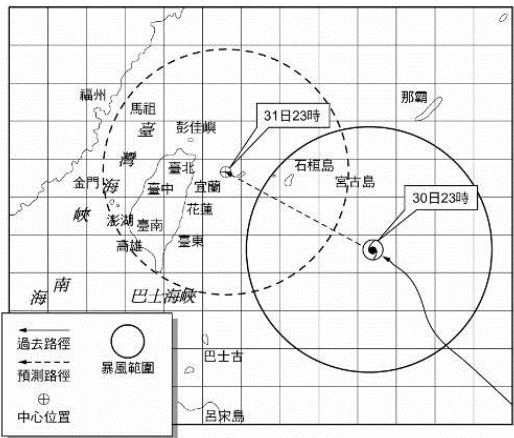 福州
馬祖
臺
灣
海
峽
彭佳嶼
31日23時
那霸
臺北
宜蘭
石桓島
宮古島
金門
臺中
花蓮
30日23時
澎湖
臺南
高雄
臺東
南
海
巴士海峽
過去路徑
預測路徑
中心位置
暴風範圍
巴士古
呂宋島